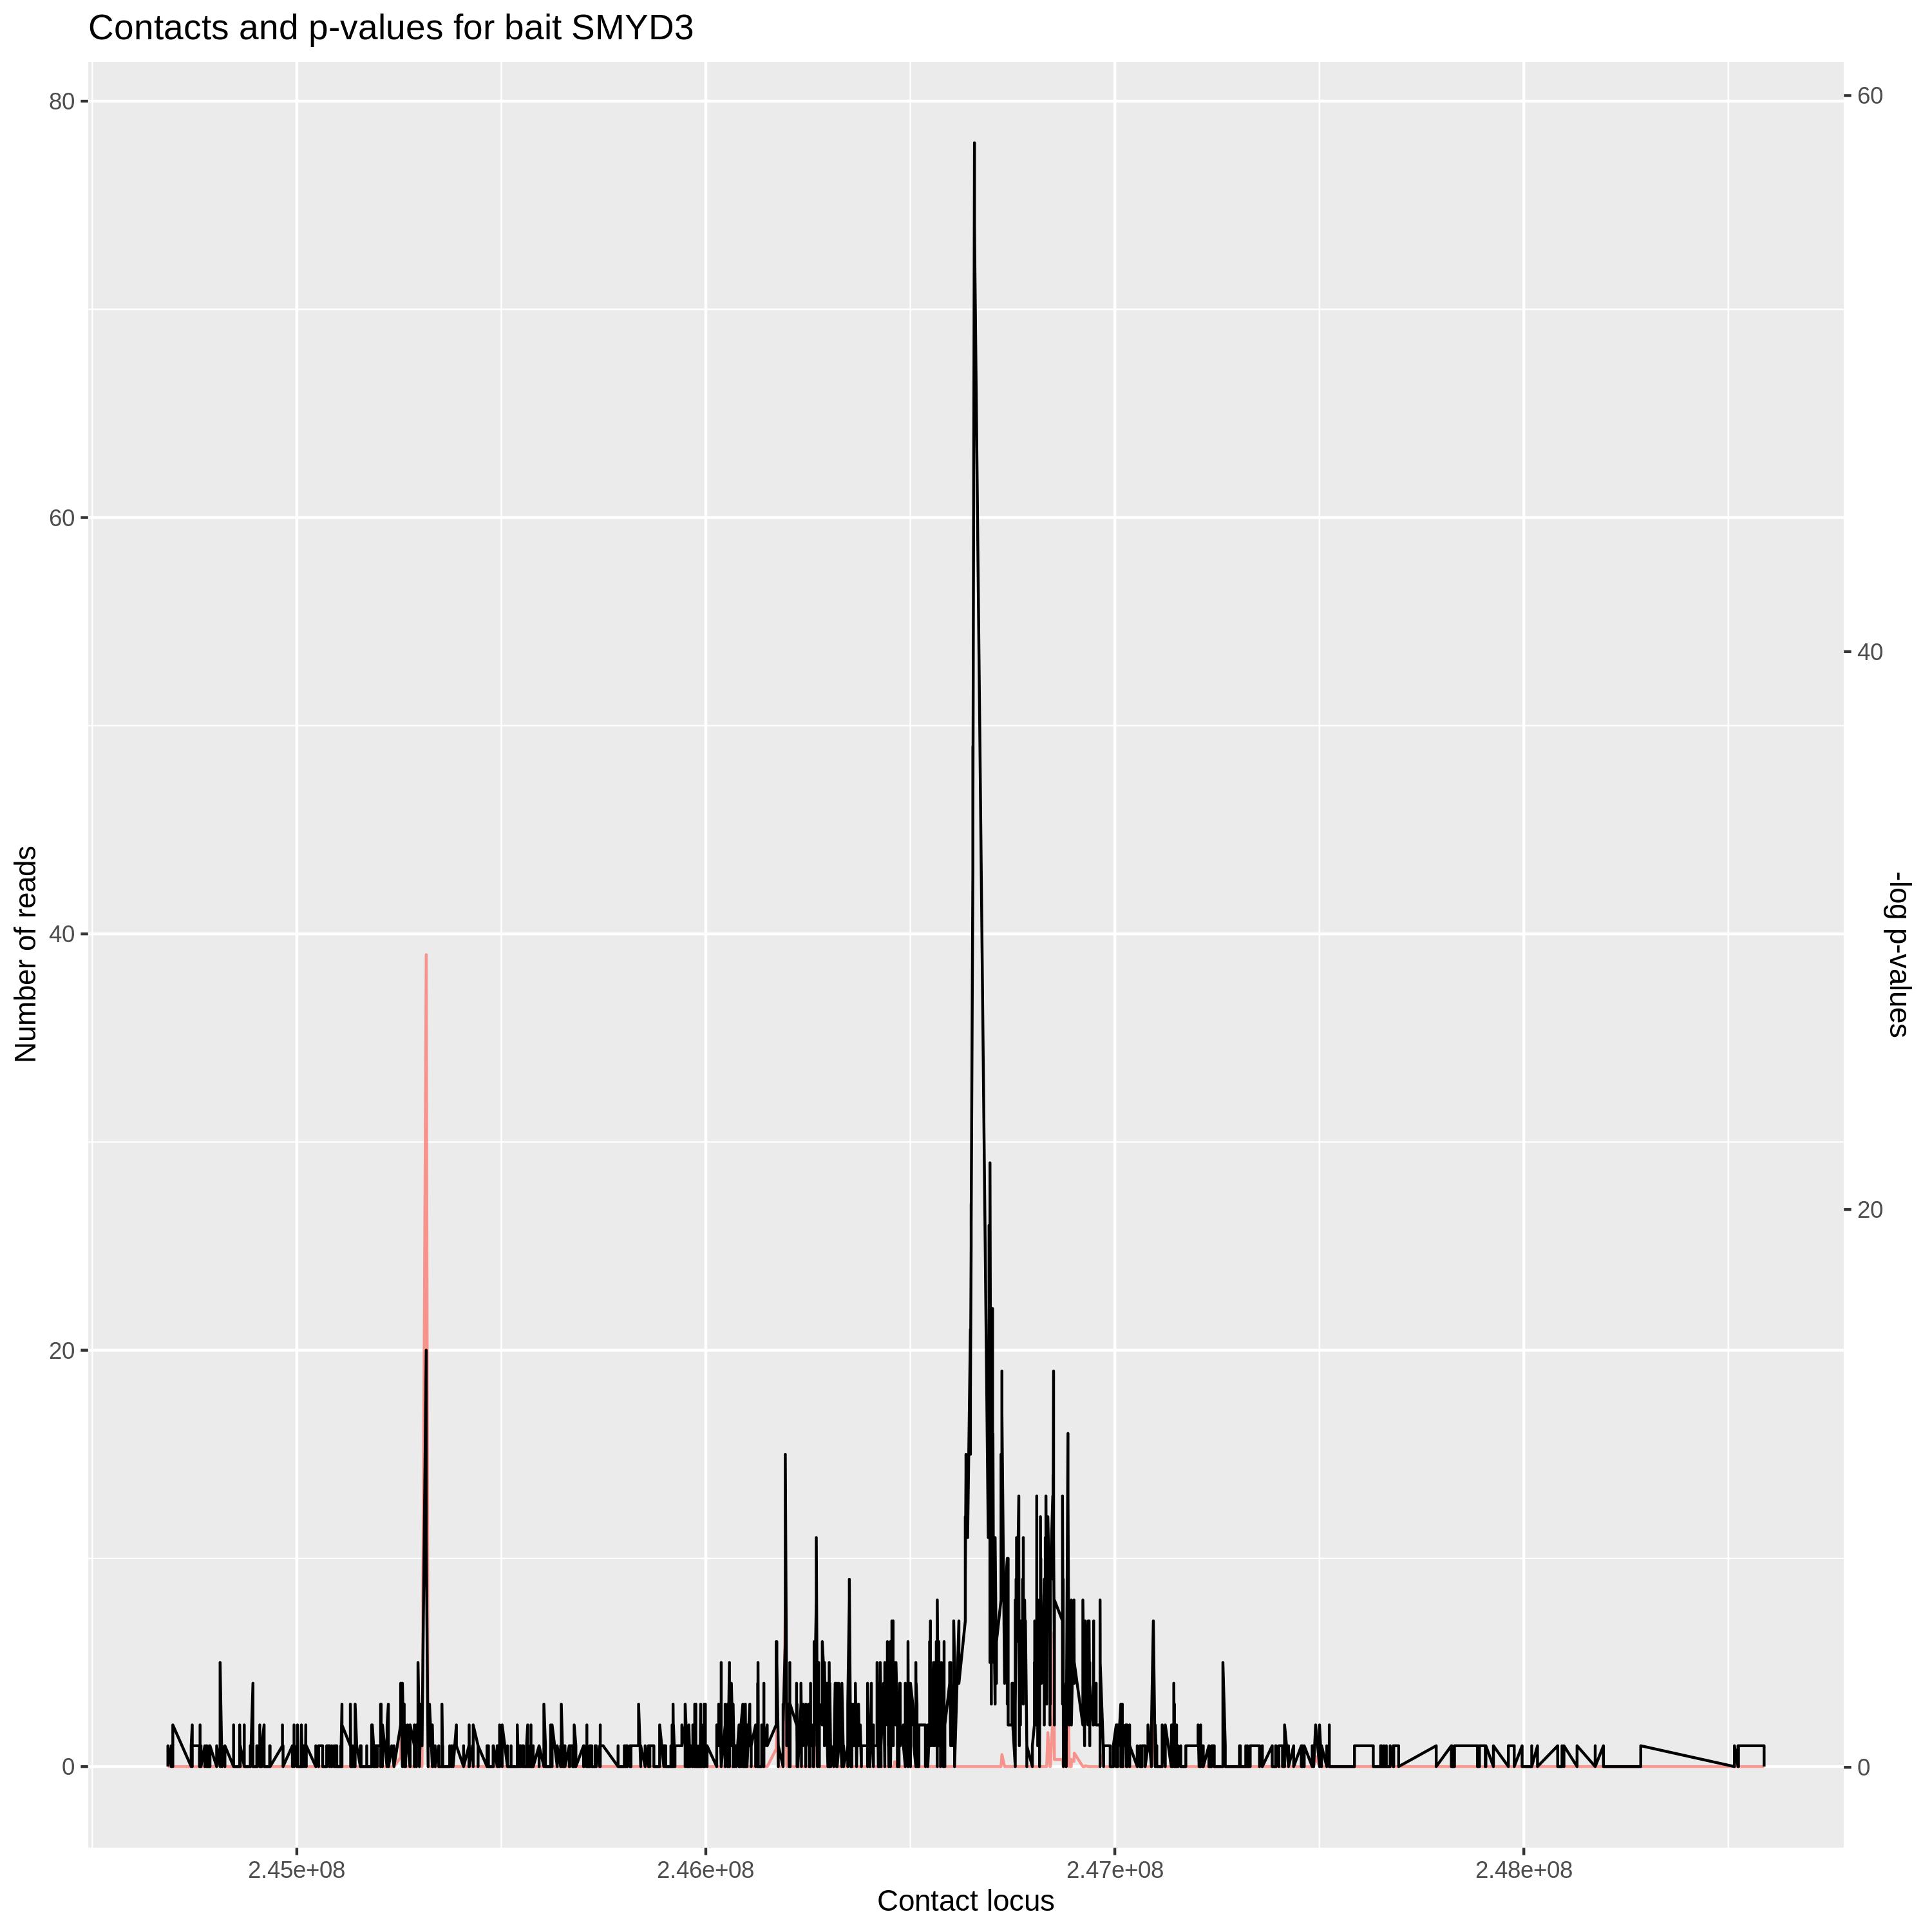 Contacts and p-values for bait SMYD3
80
60
40
20
0
60
40
20
0
Number of reads
-log p-values
2.45e+08 2.46e+08 2.47e+08 2.48e+08
Contact locus